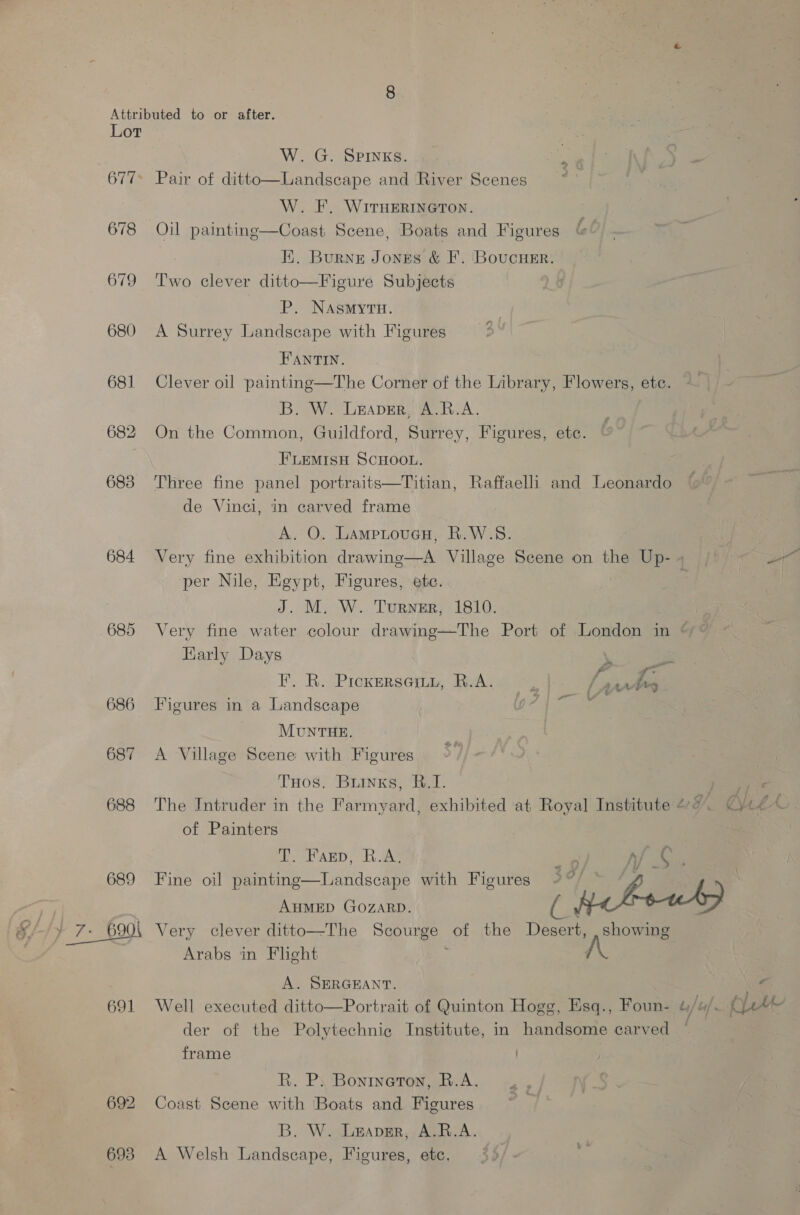 8
Attributed to or after.
Lot
W. G. Spinks.
677 Pair of ditto—Landscape and River Scenes
W. F. Witherington.
678 Oil painting—Coast Scene, Boats and Figures
E. Burne Jones & F. Boucher.
679 Two clever ditto—Figure Subjects
P. Nasmyth.
680 A Surrey Landscape with Figures
Fantin.
681 Clever oil painting—The Corner of the Library, Flowers, etc.
B. W. Leader, A.R.A.
682 On the Common, Guildford, Surrey, Figures, etc.
Flemish School.
683 Three fine panel portraits—Titian, Raffaelli and Leonardo
de Vinci, in carved frame
A. O. Lamplough, R.W.S.
684 Very fine exhibition drawing—A Village Scene on the Up-
per Nile, Egypt, Figures, etc.
J. M. W. Turner, 1810.
685 Very fine water colour drawing—The Port of London in
Early Days
F. R. Pickersgill, R.A.
686 Figures in a Landscape
Munthe.
687 A Village Scene with Figures
Thos. Blinks, R.I.
688 The Intruder in the Farmyard, exhibited at Royal Institute
of Painters
T. Faed, R.A.
689 Fine oil painting—Landscape with Figures
Ahmed Gozard.
7- 690 Very clever ditto—The Scourge of the Desert, showing
Arabs in Flight
A. Sergeant.
691 Well executed ditto—Portrait of Quinton Hogg, Esq., Foun-
der of the Polytechnic Institute, in handsome carved
frame
R. P. Bonington, R.A.
692 Coast Scene with Boats and Figures
B. W. Leader, A.R.A.
693 A Welsh Landscape, Figures, etc.